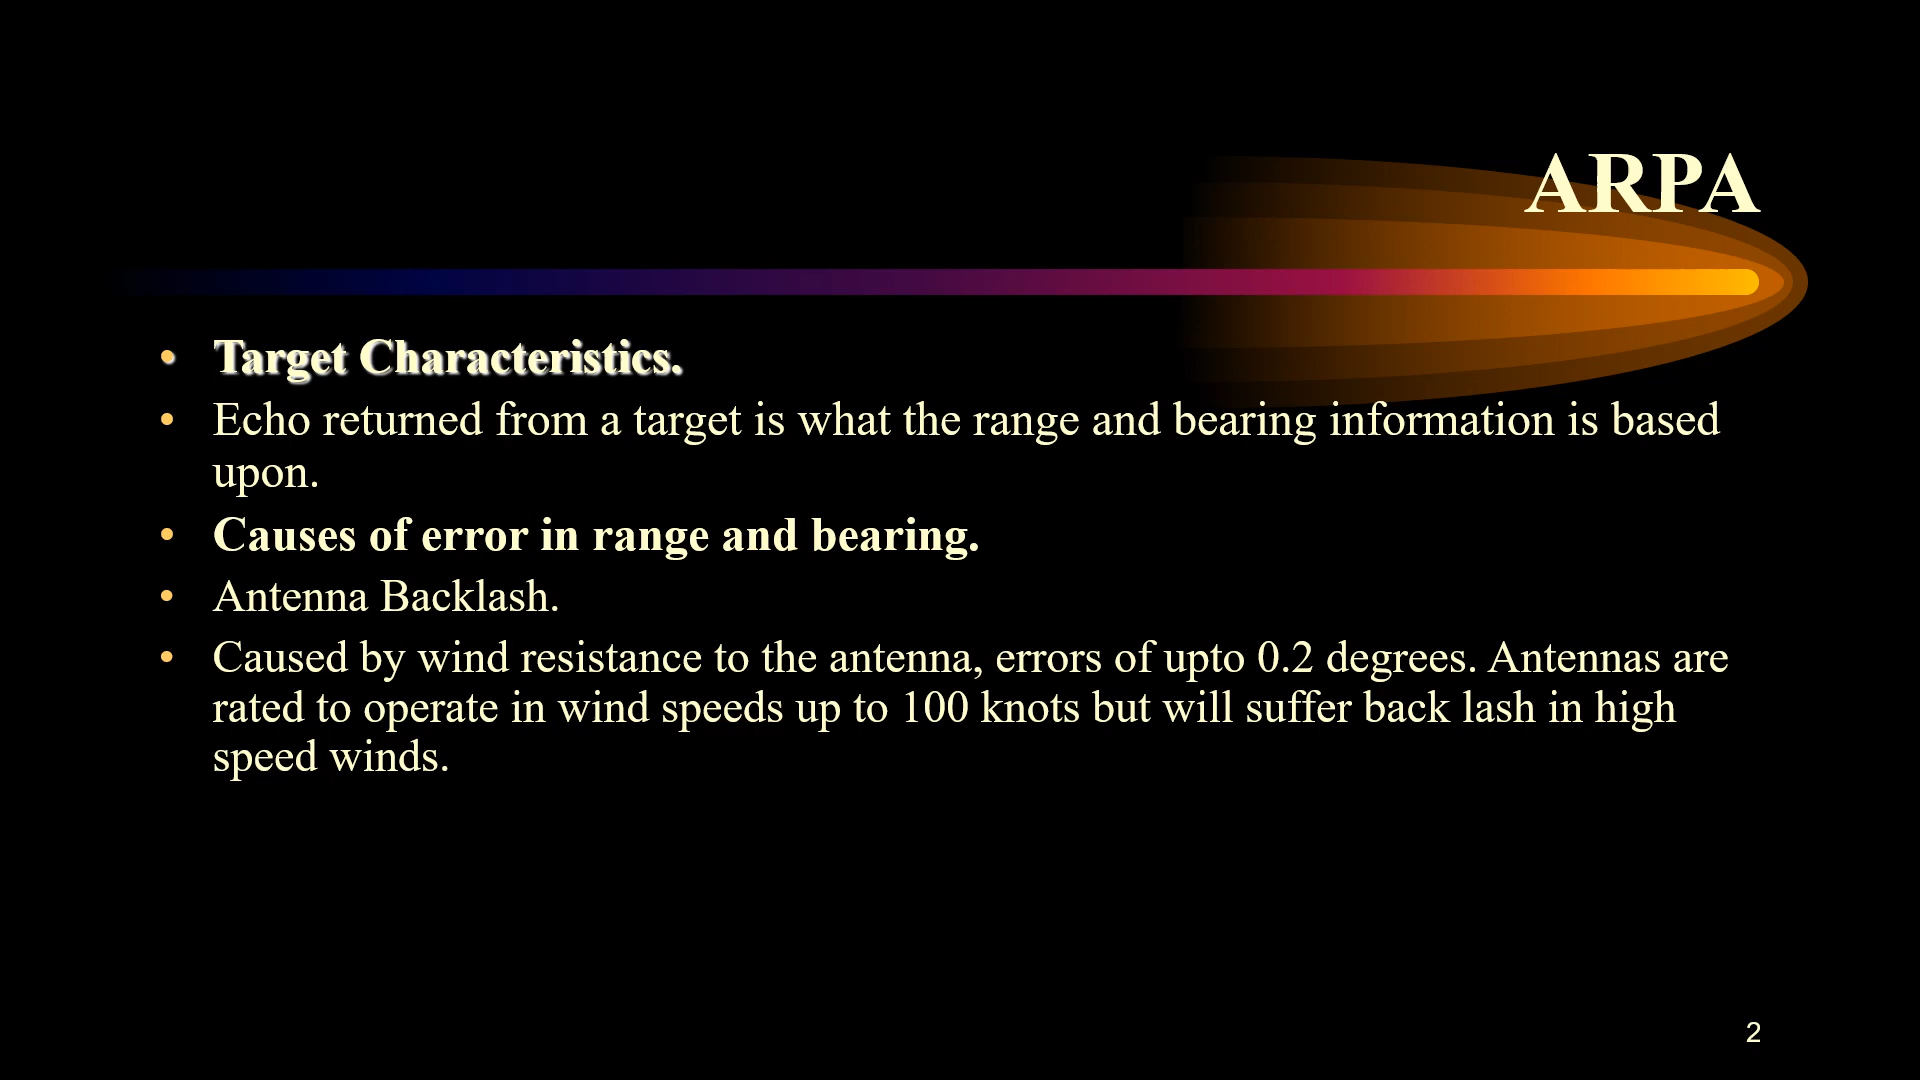 ARPA
• Target Characteristics.
• Echo returned from a target is what the range and bearing information is based
upon.
• Causes of error in range and bearing.
• Antenna Backlash.
• Caused by wind resistance to the antenna, errors of upto 0.2 degrees. Antennas are
rated to operate in wind speeds up to 100 knots but will suffer back lash in high
speed winds.
2